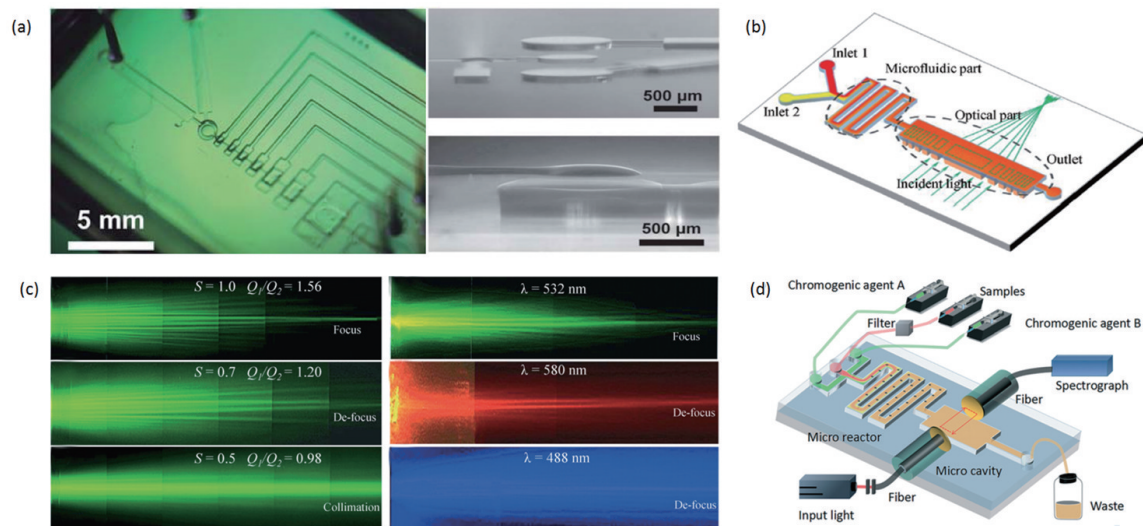 (a)
5 mm
500 µm
500 µm
(b)
Inlet 1
Microfluidic part
Inlet 2
Optical part
Outlet
Incident light
(c)
S = 1.0 Q₁/Q₂ = 1.56
Focus
S = 0.7 Q₁/Q₂ = 1.20
De-focus
S = 0.5 Q₁/Q₂ = 0.98
Collimation
λ = 532 nm
Focus
λ = 580 nm
De-focus
λ = 488 nm
De-focus
(d)
Chromogenic agent A
Samples
Filter
Chromogenic agent B
Spectrograph
Fiber
Micro reactor
Micro cavity
Fiber
Input light
Waste